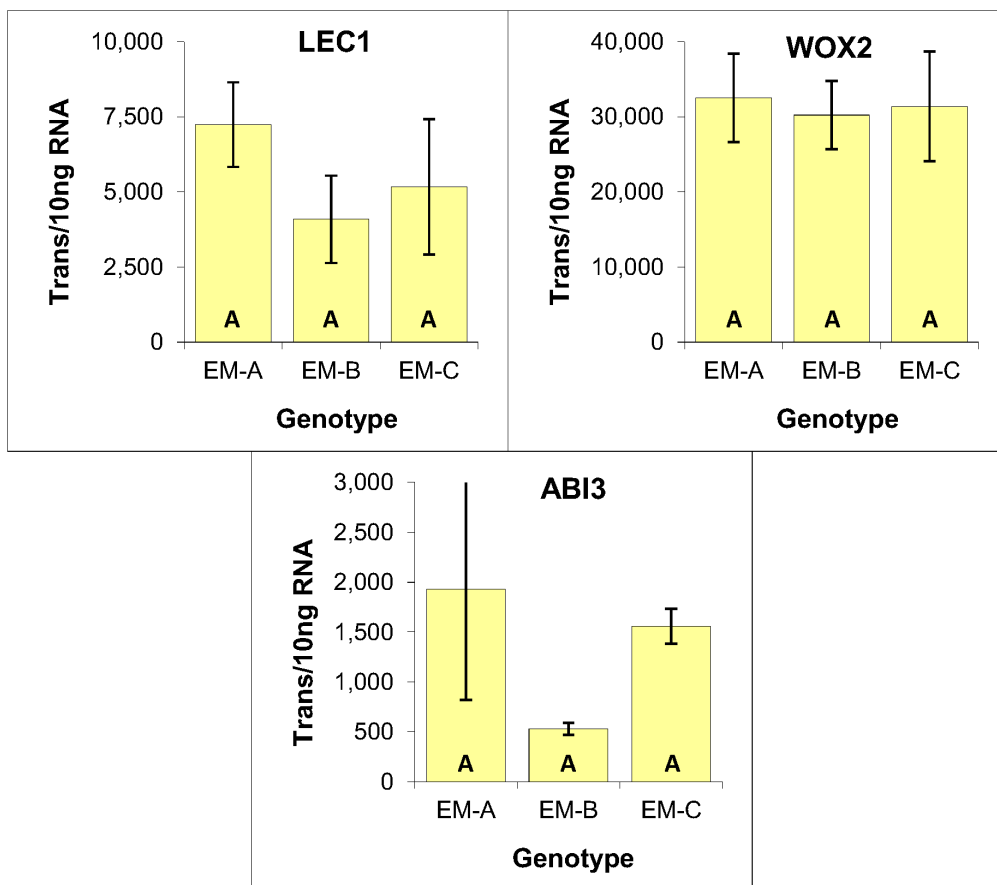 LEC1
Trans/10ng RNA
10,000
7,500
5,000
2,500
0
A A A
EM-A EM-B EM-C
Genotype
WOX2
Trans/10ng RNA
40,000
30,000
20,000
10,000
0
A A A
EM-A EM-B EM-C
Genotype
ABI3
Trans/10ng RNA
3,000
2,500
2,000
1,500
1,000
500
0
A A A
EM-A EM-B EM-C
Genotype